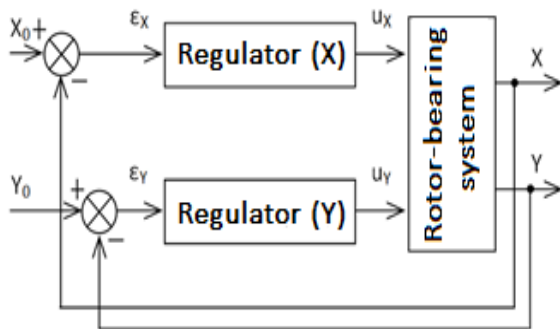 X₀ +
−
εX
Regulator (X)
uX
Rotor-bearing
system
X
Y₀
+
−
εY
Regulator (Y)
uY
Y